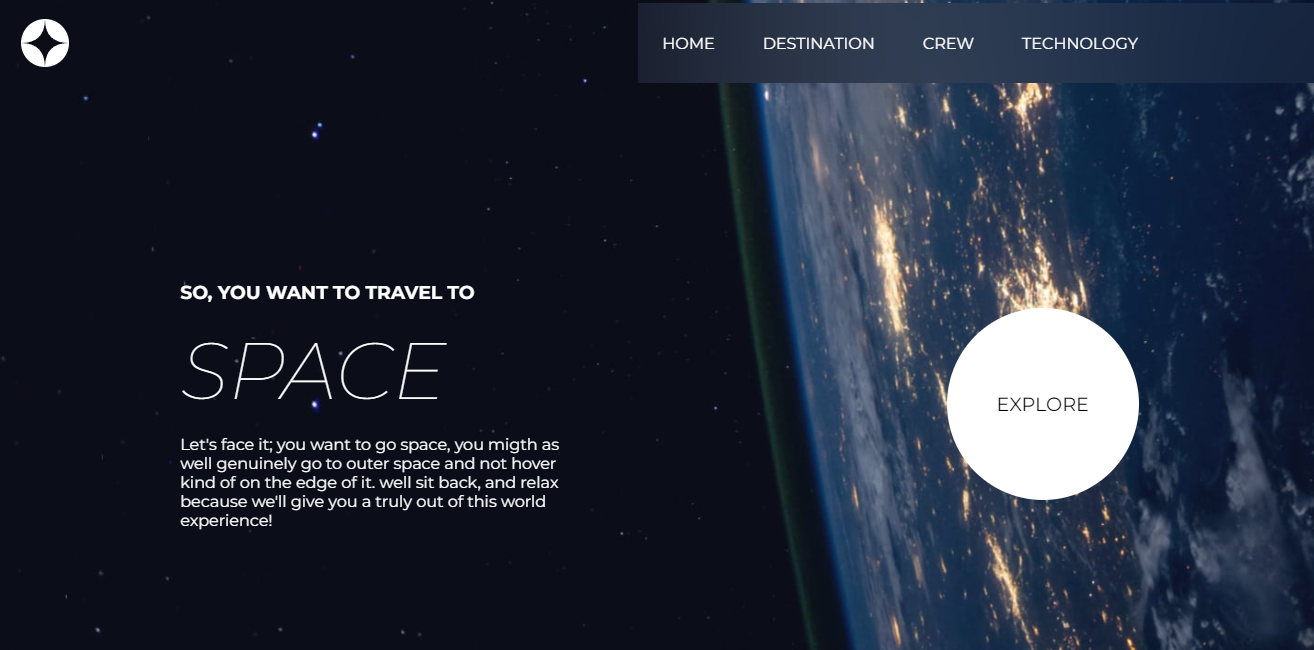 HOME DESTINATION CREW TECHNOLOGY
SO, YOU WANT TO TRAVEL TO
SPACE
Let's face it; you want to go space, you migth as
well genuinely go to outer space and not hover
kind of on the edge of it. well sit back, and relax
because we'll give you a truly out of this world
experience!
EXPLORE